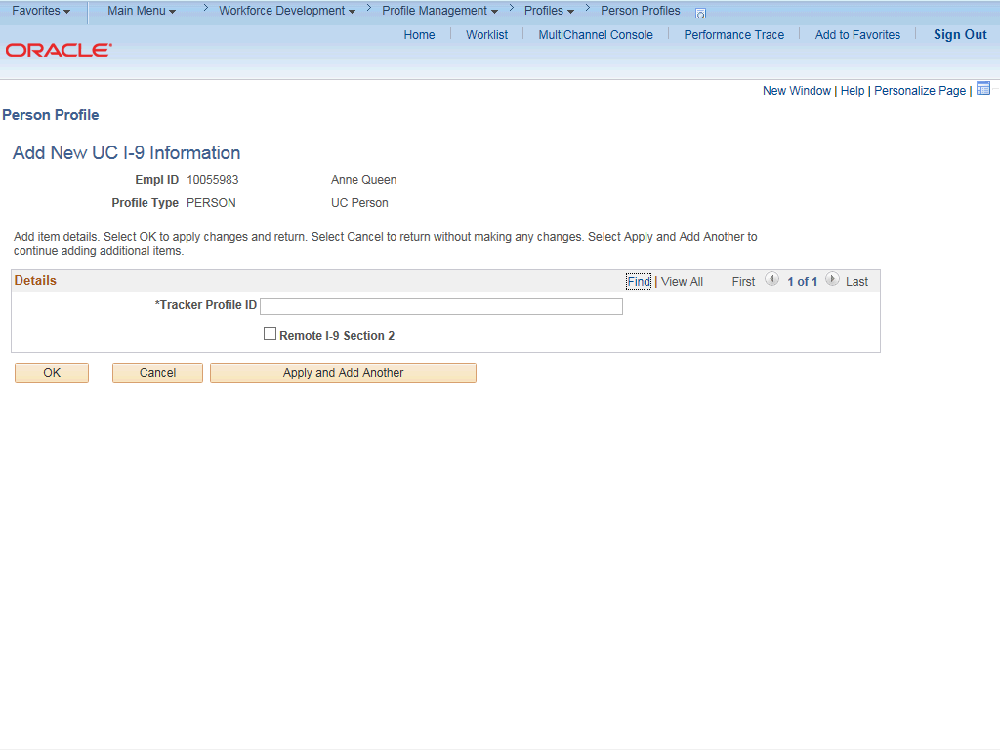 Favorites Main Menu > Workforce Development > Profile Management > Profiles > Person Profiles
Home Worklist MultiChannel Console Performance Trace Add to Favorites Sign Out
ORACLE
New Window | Help | Personalize Page |
Person Profile
Add New UC I-9 Information
Empl ID 10055983 Anne Queen
Profile Type PERSON UC Person
Add item details. Select OK to apply changes and return. Select Cancel to return without making any changes. Select Apply and Add Another to
continue adding additional items.
Details Find | View All First 1 of 1 Last
*Tracker Profile ID
Remote I-9 Section 2
OK Cancel Apply and Add Another